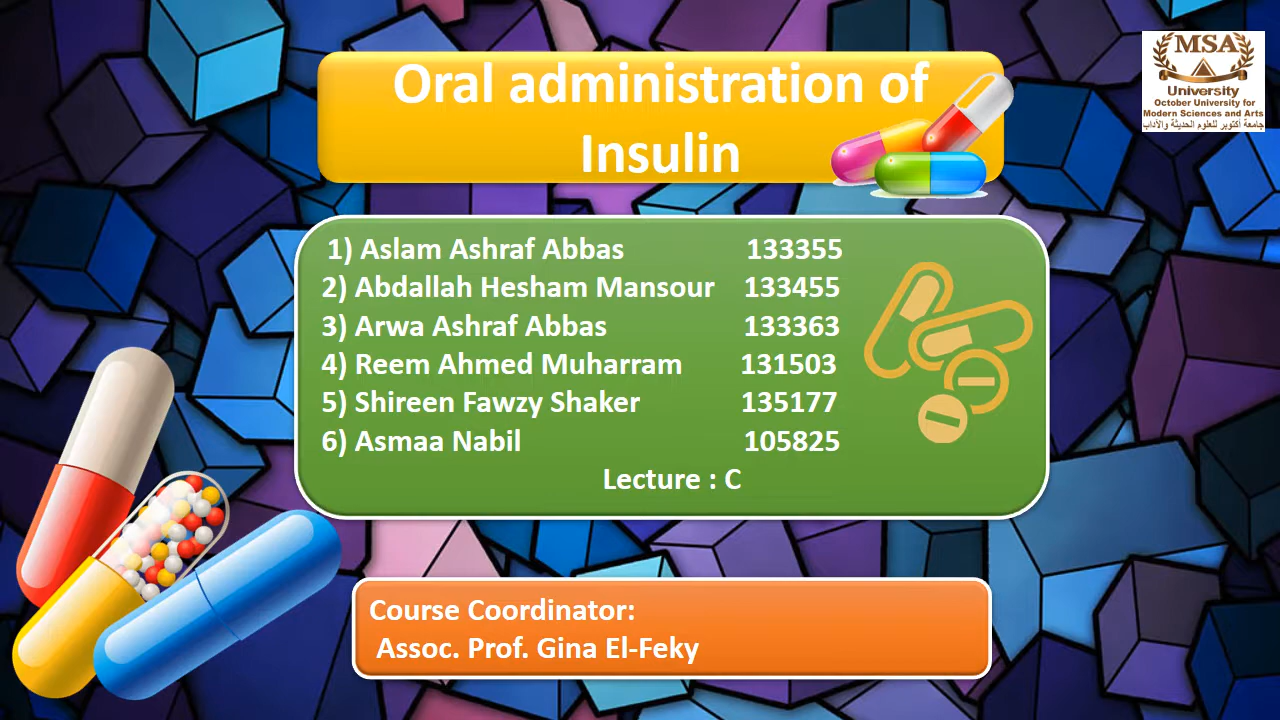 Oral administration of
Insulin
MSA
University
October University for
Modern Sciences and Arts
جامعة أكتوبر للعلوم الحديثة والآداب
1) Aslam Ashraf Abbas 133355
2) Abdallah Hesham Mansour 133455
3) Arwa Ashraf Abbas 133363
4) Reem Ahmed Muharram 131503
5) Shireen Fawzy Shaker 135177
6) Asmaa Nabil 105825
Lecture : C
Course Coordinator:
Assoc. Prof. Gina El-Feky